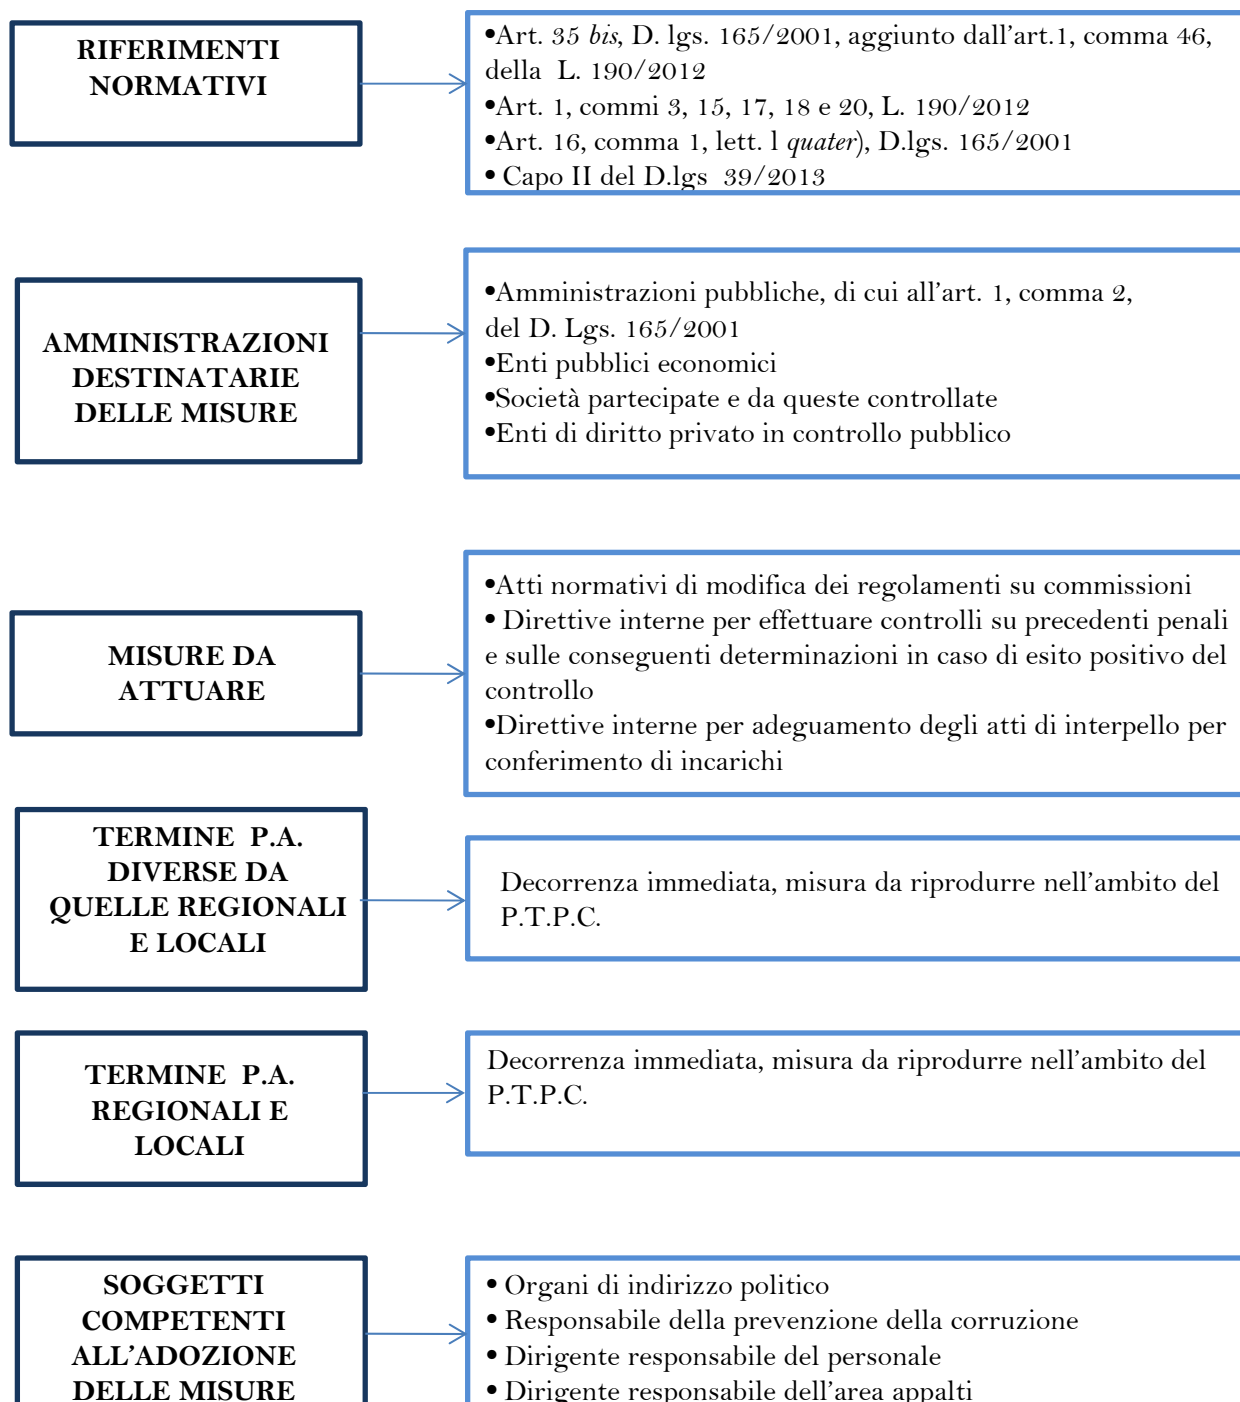 RIFERIMENTI
NORMATIVI
•Art. 35 bis, D. lgs. 165/2001, aggiunto dall’art.1, comma 46,
della L. 190/2012
•Art. 1, commi 3, 15, 17, 18 e 20, L. 190/2012
•Art. 16, comma 1, lett. l quater), D.lgs. 165/2001
• Capo II del D.lgs 39/2013
AMMINISTRAZIONI
DESTINATARIE
DELLE MISURE
•Amministrazioni pubbliche, di cui all’art. 1, comma 2,
del D. Lgs. 165/2001
•Enti pubblici economici
•Società partecipate e da queste controllate
•Enti di diritto privato in controllo pubblico
MISURE DA
ATTUARE
•Atti normativi di modifica dei regolamenti su commissioni
• Direttive interne per effettuare controlli su precedenti penali
e sulle conseguenti determinazioni in caso di esito positivo del
controllo
•Direttive interne per adeguamento degli atti di interpello per
conferimento di incarichi
TERMINE P.A.
DIVERSE DA
QUELLE REGIONALI
E LOCALI
Decorrenza immediata, misura da riprodurre nell’ambito del
P.T.P.C.
TERMINE P.A.
REGIONALI E
LOCALI
Decorrenza immediata, misura da riprodurre nell’ambito del
P.T.P.C.
SOGGETTI
COMPETENTI
ALL’ADOZIONE
DELLE MISURE
• Organi di indirizzo politico
• Responsabile della prevenzione della corruzione
• Dirigente responsabile del personale
• Dirigente responsabile dell’area appalti